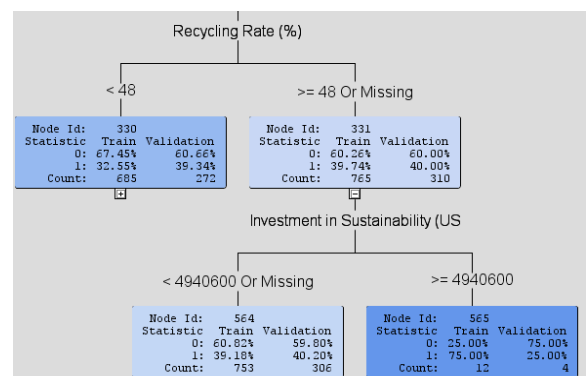 Recycling Rate (%)
< 48
>= 48 Or Missing
Node Id: 330
Statistic Train Validation
0: 67.45% 60.66%
1: 32.55% 39.34%
Count: 685 272
Node Id: 331
Statistic Train Validation
0: 60.26% 60.00%
1: 39.74% 40.00%
Count: 765 310
Investment in Sustainability (US
< 4940600 Or Missing
>= 4940600
Node Id: 564
Statistic Train Validation
0: 60.82% 59.80%
1: 39.18% 40.20%
Count: 753 306
Node Id: 565
Statistic Train Validation
0: 25.00% 75.00%
1: 75.00% 25.00%
Count: 12 4